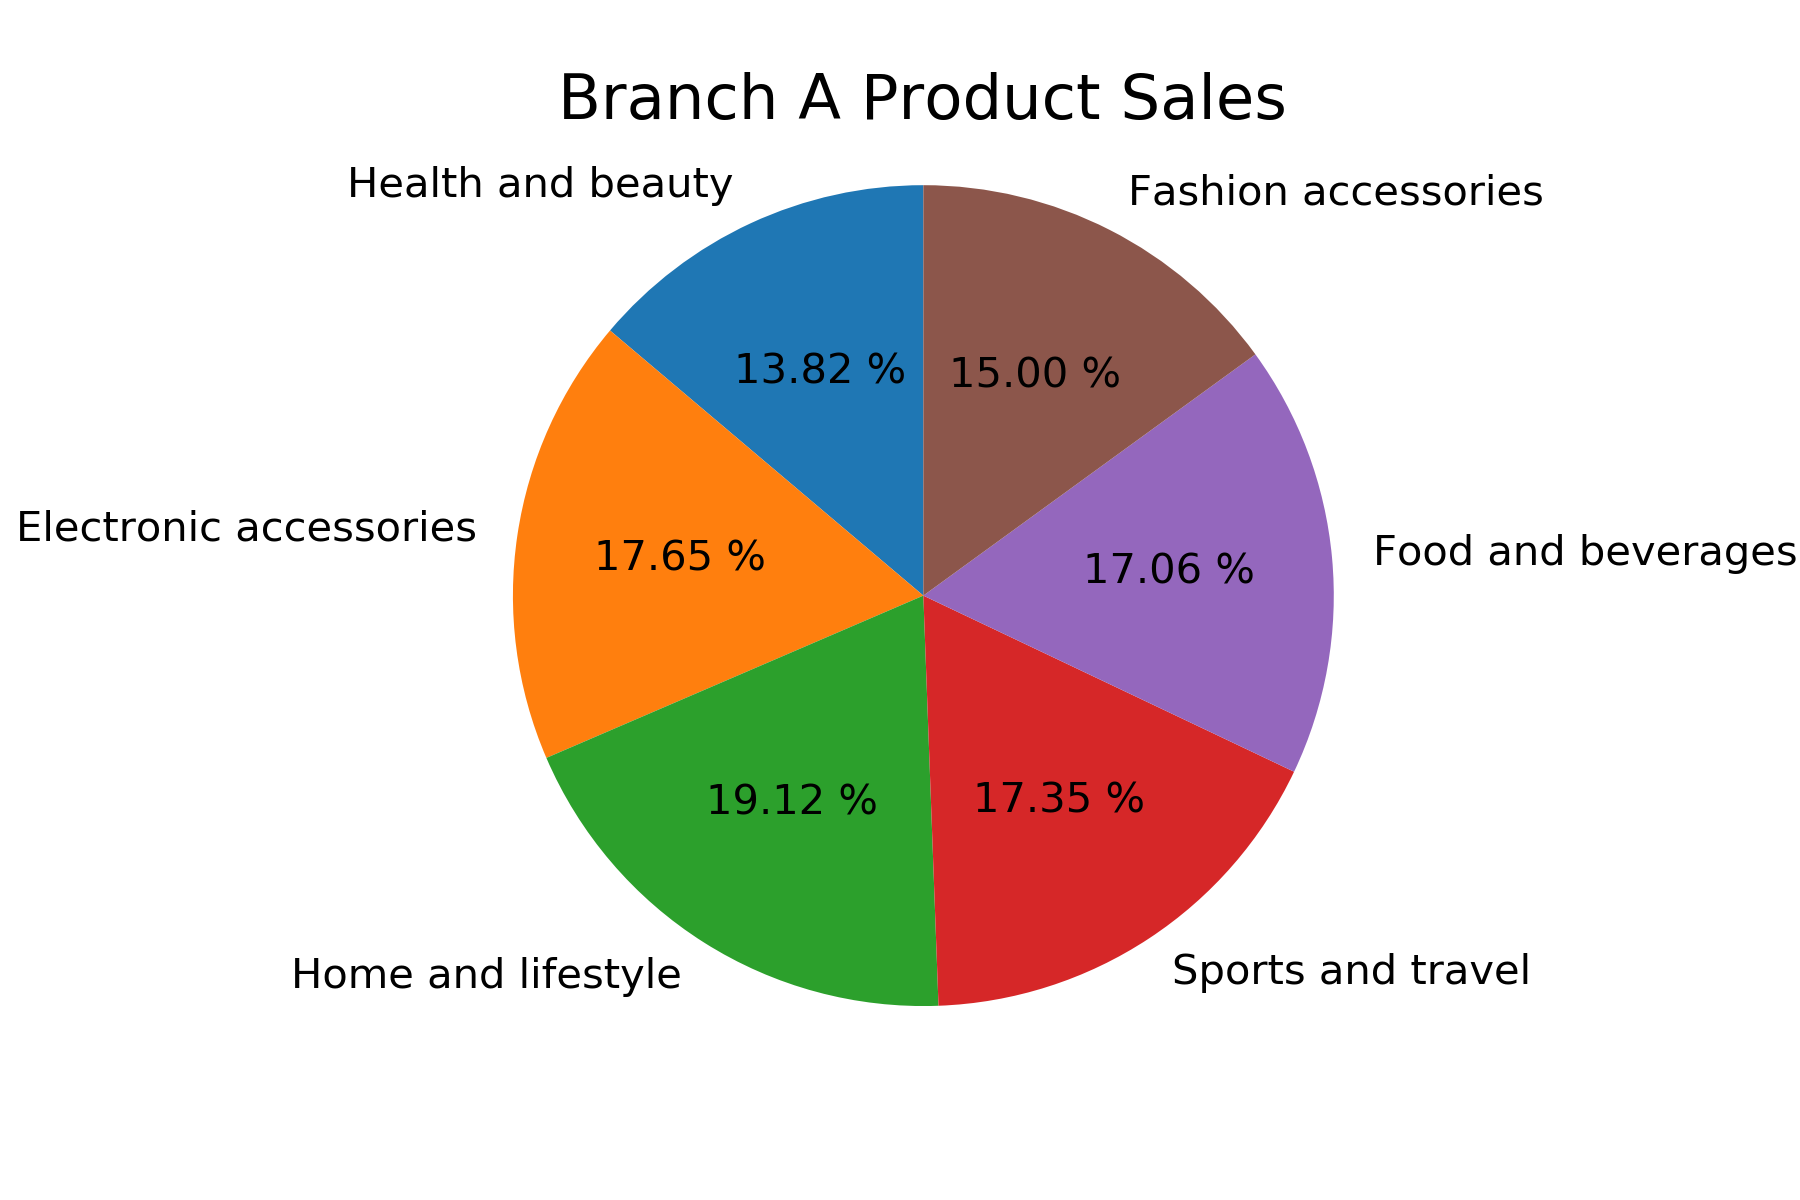 Branch A Product Sales
Health and beauty
Fashion accessories
13.82 %
15.00 %
Electronic accessories
17.65 %
17.06 %
Food and beverages
19.12 %
17.35 %
Home and lifestyle
Sports and travel